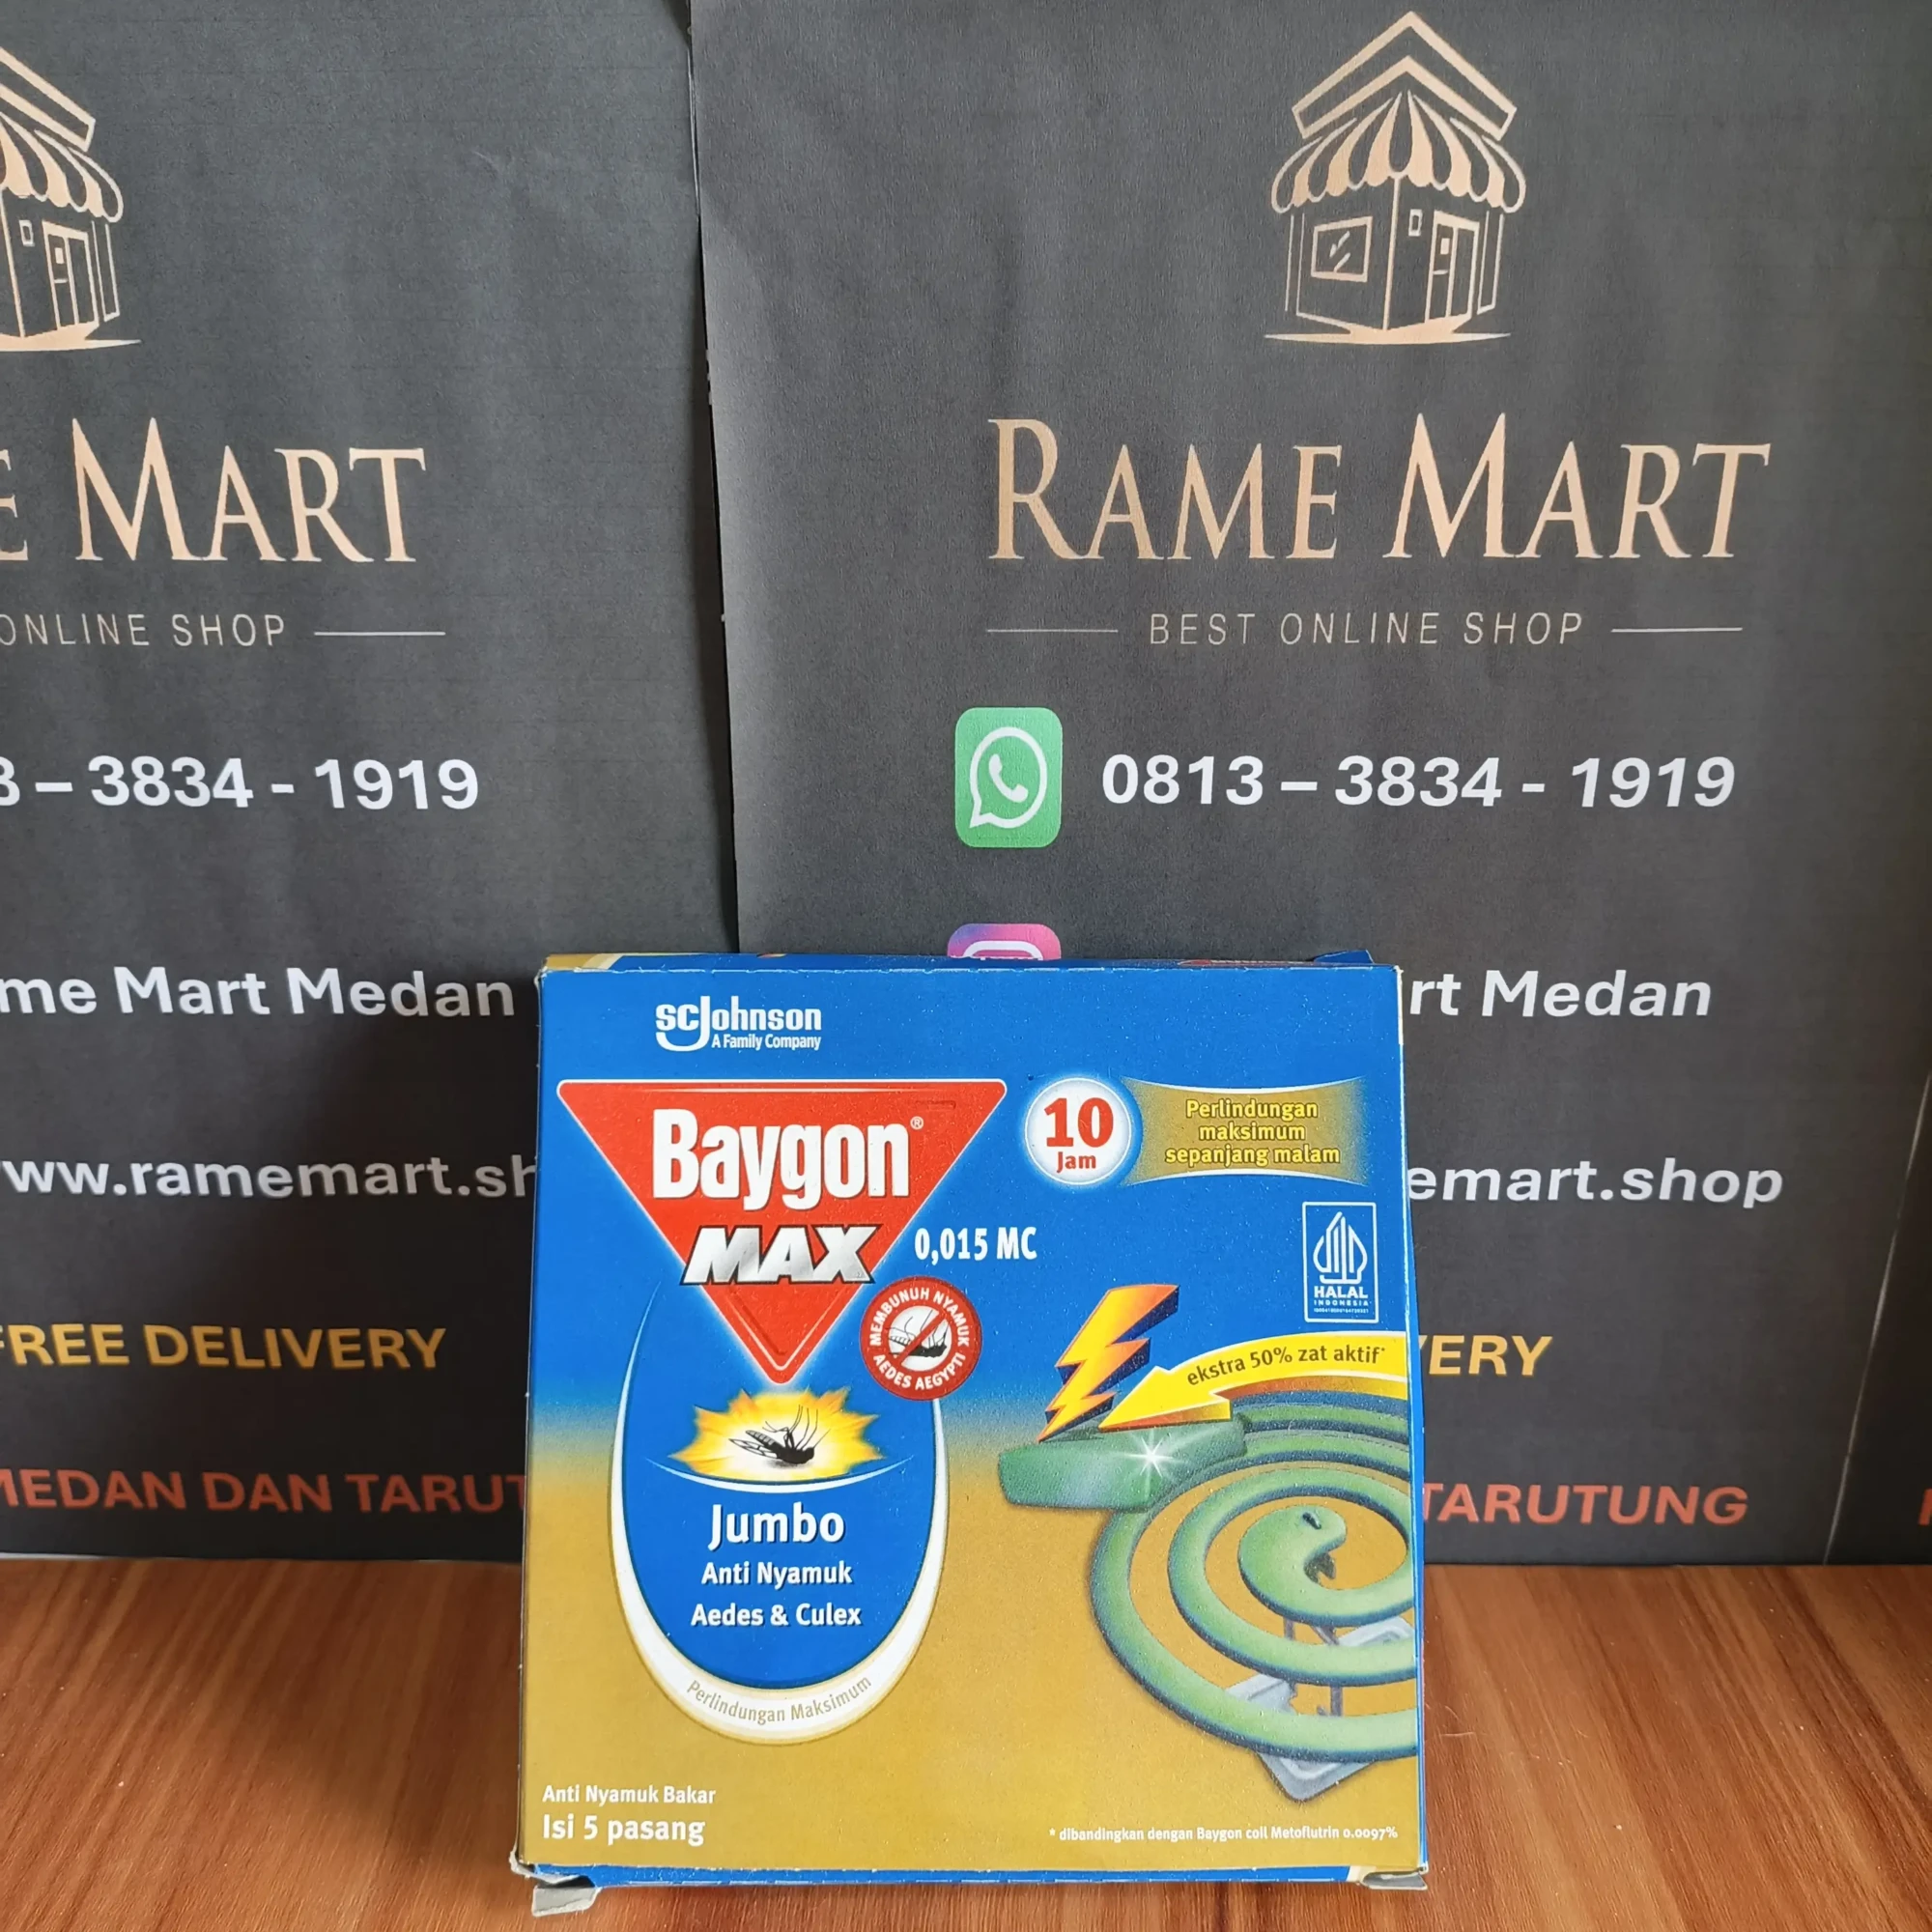 E MART
ONLINE SHOP
3 – 3834 - 1919
me Mart Medan
ww.ramemart.sh
FREE DELIVERY
MEDAN DAN TARUT
RAME MART
BEST ONLINE SHOP
0813 – 3834 - 1919
rt Medan
emart.shop
VERY
TARUTUNG
SCJohnson
A Family Company
Baygon®
MAX
0,015 MC
10
Jam
Perlindungan
maksimum
sepanjang malam
HALAL
INDONESIA
MEMBUNUH NYAMUK
AEDES AEGYPTI
ekstra 50% zat aktif*
Jumbo
Anti Nyamuk
Aedes & Culex
Perlindungan Maksimum
Anti Nyamuk Bakar
Isi 5 pasang
* dibandingkan dengan Baygon coil Metoflutrin 0.0097%